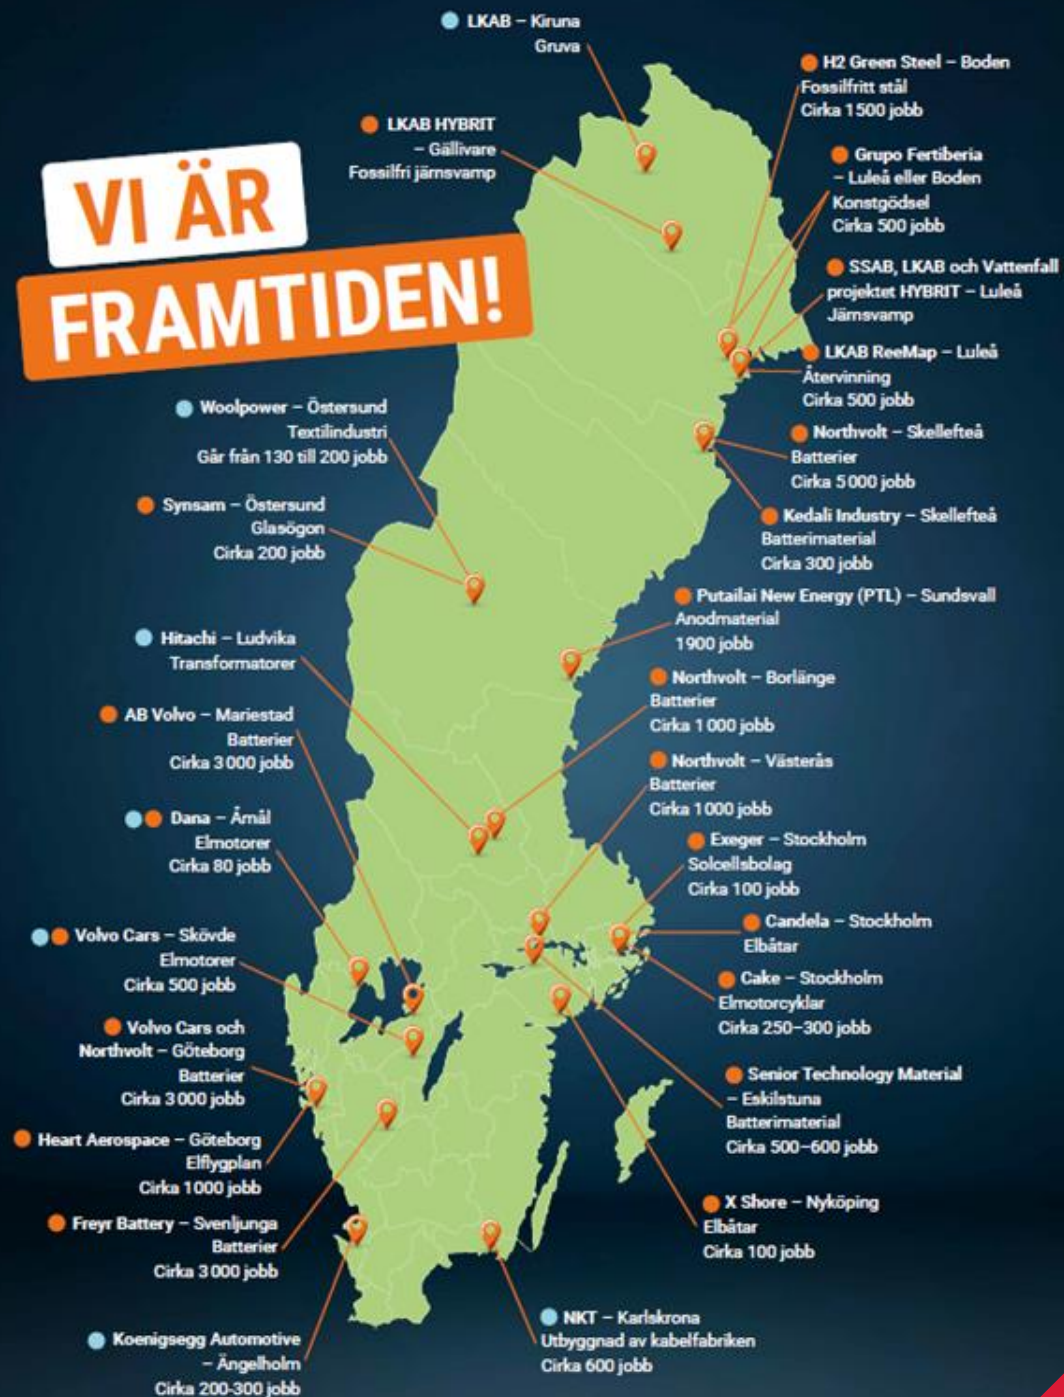 VI ÄR
FRAMTIDEN!
LKAB – Kiruna
Gruva
LKAB HYBRIT
– Gällivare
Fossilfri järnsvamp
Woolpower – Östersund
Textilindustri
Går från 130 till 200 jobb
Synsam – Östersund
Glasögon
Cirka 200 jobb
Hitachi – Ludvika
Transformatorer
AB Volvo – Mariestad
Batterier
Cirka 3 000 jobb
Dana – Åmål
Elmotorer
Cirka 80 jobb
Volvo Cars – Skövde
Elmotorer
Cirka 500 jobb
Volvo Cars och
Northvolt – Göteborg
Batterier
Cirka 3 000 jobb
Heart Aerospace – Göteborg
Elflygplan
Cirka 1000 jobb
Freyr Battery – Svenljunga
Batterier
Cirka 3 000 jobb
Koenigsegg Automotive
– Ängelholm
Cirka 200-300 jobb
H2 Green Steel – Boden
Fossilfritt stål
Cirka 1500 jobb
Grupo Fertiberia
– Luleå eller Boden
Konstgödsel
Cirka 500 jobb
SSAB, LKAB och Vattenfall
projektet HYBRIT – Luleå
Järnsvamp
LKAB ReeMap – Luleå
Återvinning
Cirka 500 jobb
Northvolt – Skellefteå
Batterier
Cirka 5 000 jobb
Kedali Industry – Skellefteå
Batterimaterial
Cirka 300 jobb
Putailai New Energy (PTL) – Sundsvall
Anodmaterial
1900 jobb
Northvolt – Borlänge
Batterier
Cirka 1 000 jobb
Northvolt – Västerås
Batterier
Cirka 1000 jobb
Exeger – Stockholm
Solcellsbolag
Cirka 100 jobb
Candela – Stockholm
Elbåtar
Cake – Stockholm
Elmotorcyklar
Cirka 250–300 jobb
Senior Technology Material
– Eskilstuna
Batterimaterial
Cirka 500–600 jobb
X Shore – Nyköping
Elbåtar
Cirka 100 jobb
NKT – Karlskrona
Utbyggnad av kabelfabriken
Cirka 600 jobb